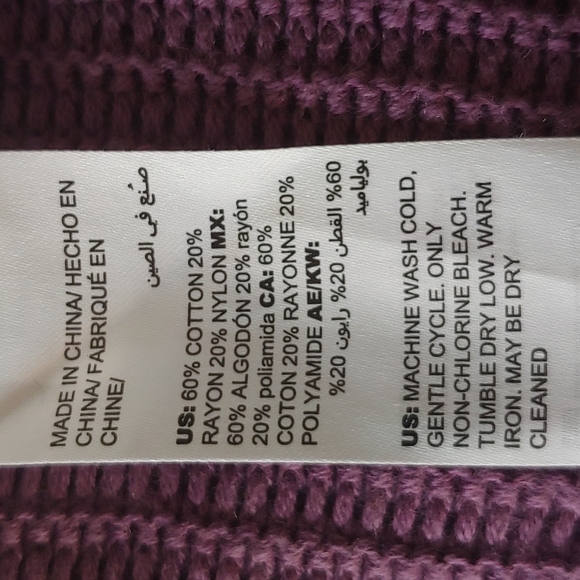 MADE IN CHINA/ HECHO EN
CHINA/ FABRIQUÉ EN
CHINE/
صُنع في الصين
US: 60% COTTON 20%
RAYON 20% NYLON MX:
60% ALGODÓN 20% rayón
20% poliamida CA: 60%
COTON 20% RAYONNE 20%
POLYAMIDE AE/KW:
60% القطن 20% رايون 20%
بولياميد
US: MACHINE WASH COLD,
GENTLE CYCLE. ONLY
NON-CHLORINE BLEACH.
TUMBLE DRY LOW. WARM
IRON. MAY BE DRY
CLEANED